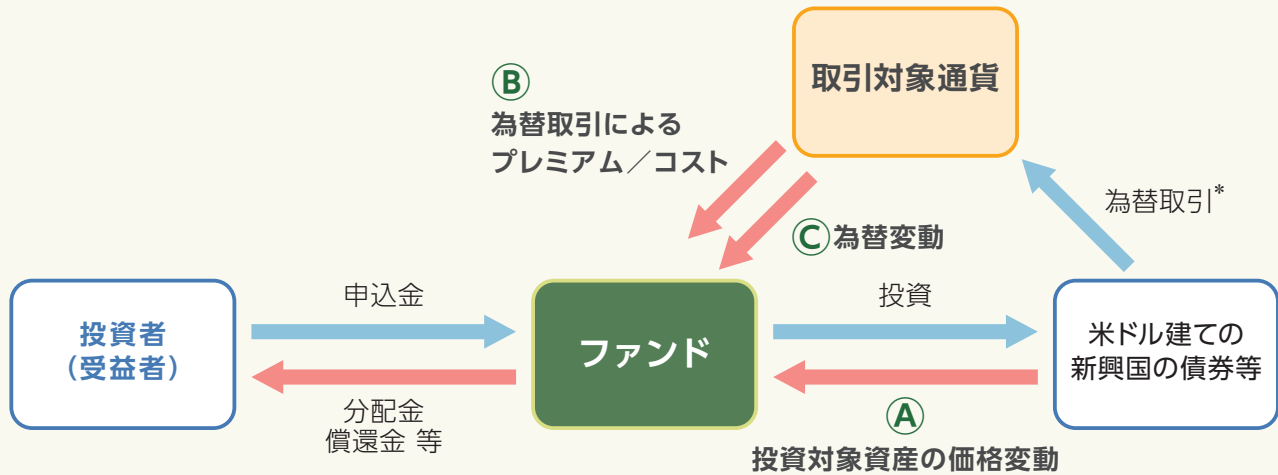 取引対象通貨
Ⓑ
為替取引による
プレミアム／コスト
為替取引*
Ⓒ為替変動
申込金
投資
投資者
（受益者）
ファンド
米ドル建ての
新興国の債券等
分配金
償還金 等
Ⓐ
投資対象資産の価格変動